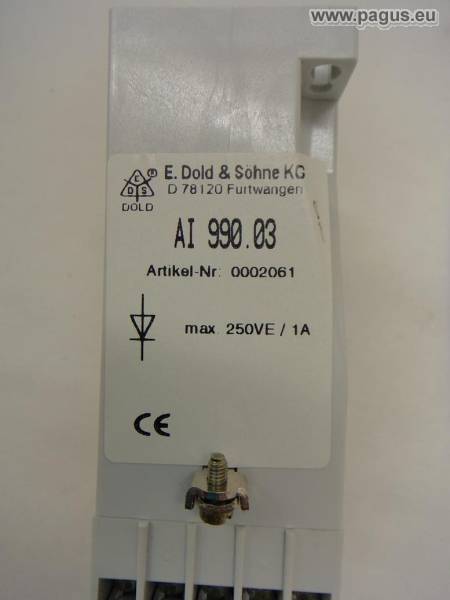 www.pagus.eu
E. Dold & Söhne KG
D 78120 Furtwangen
E
D S
®
DOLD
AI 990.03
Artikel-Nr: 0002061
max. 250VE / 1A
CE